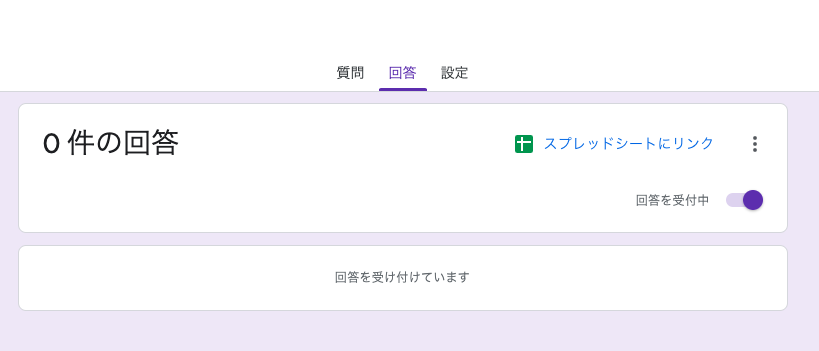 質問 回答 設定
0 件の回答
スプレッドシートにリンク
回答を受付中
回答を受け付けています